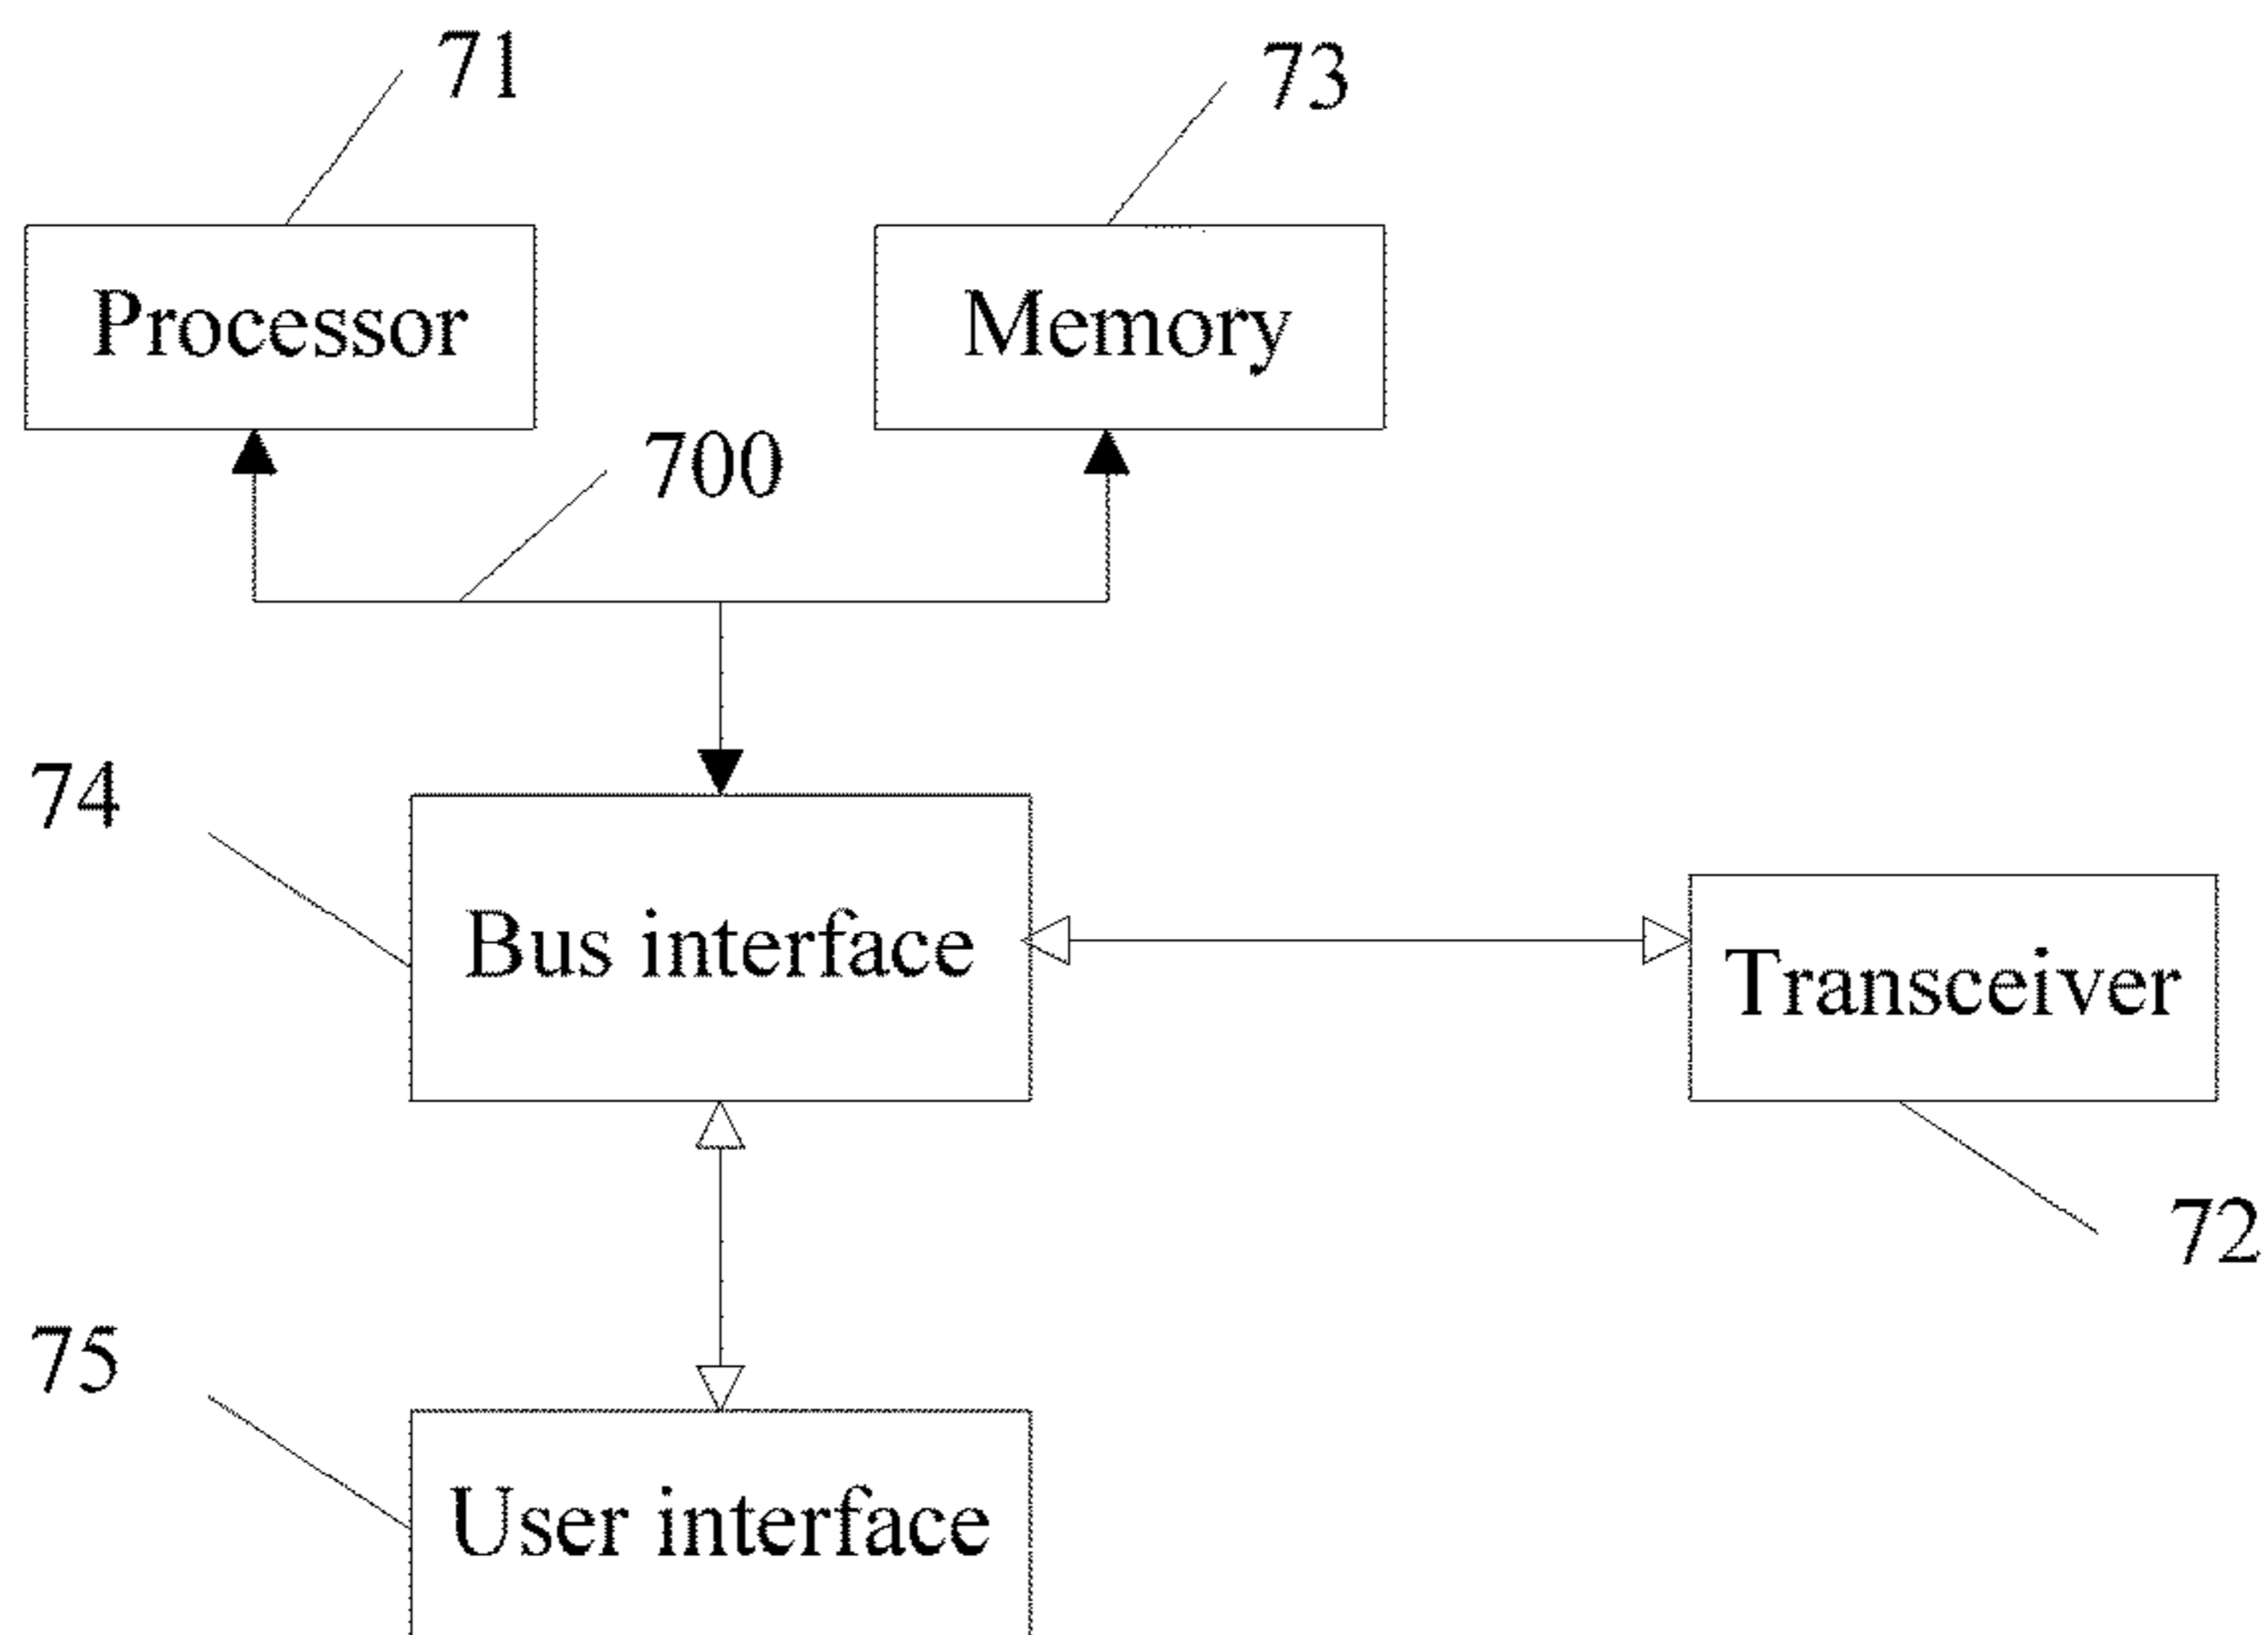 71
73
Processor
Memory
700
74
Bus interface
Transceiver
72
75
User interface